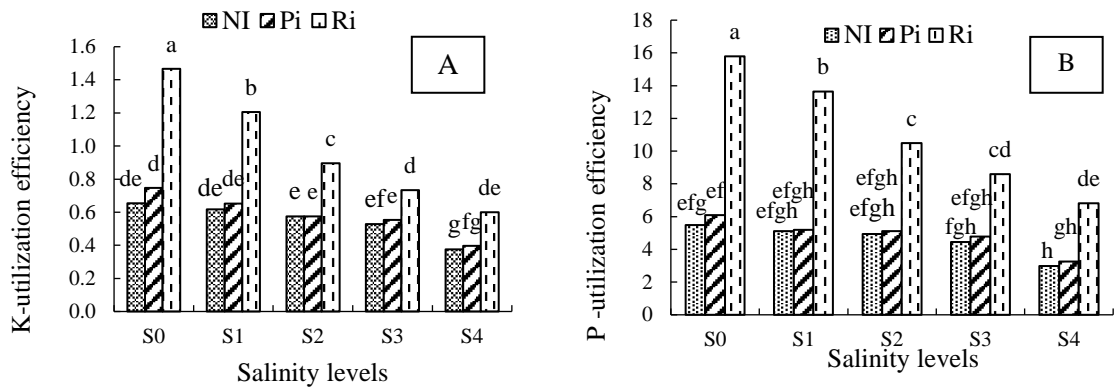 NI Pi Ri
A
K-utilization efficiency
1.6
1.4
1.2
1.0
0.8
0.6
0.4
0.2
0.0
de d a
de de b
e e c
ef e d
g fg de
S0 S1 S2 S3 S4
Salinity levels
NI Pi Ri
B
P -utilization efficiency
18
16
14
12
10
8
6
4
2
0
efg ef a
efgh efgh b
efgh efgh c
fgh efgh cd
h gh de
S0 S1 S2 S3 S4
Salinity levels